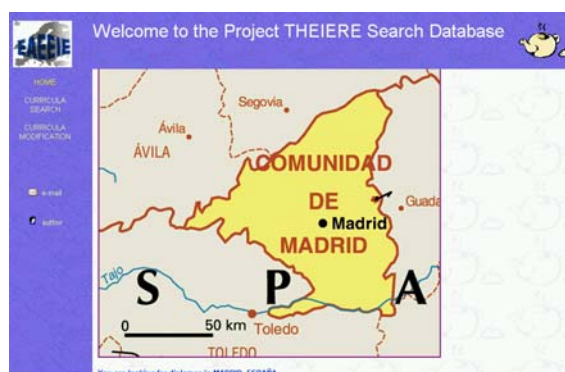 EAEEIE
Welcome to the Project THEIERE Search Database
HOME
CURRICULA
SEARCH
CURRICULA
MODIFICATION
e-mail
author
Segovia
Ávila
ÁVILA
COMUNIDAD
DE
MADRID
Guada
Madrid
Tajo
S P A
0 50 km
Toledo
TOLEDO